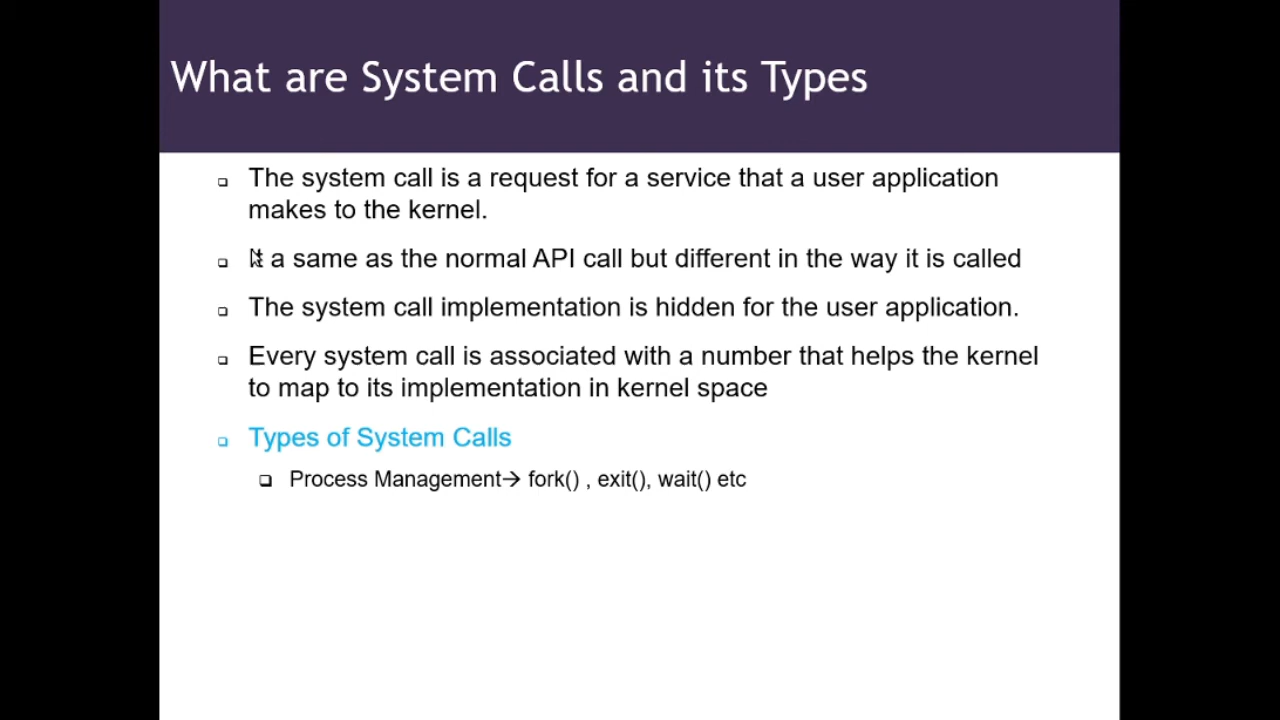 What are System Calls and its Types
The system call is a request for a service that a user application
makes to the kernel.
It a same as the normal API call but different in the way it is called
The system call implementation is hidden for the user application.
Every system call is associated with a number that helps the kernel
to map to its implementation in kernel space
Types of System Calls
Process Management→ fork() , exit(), wait() etc